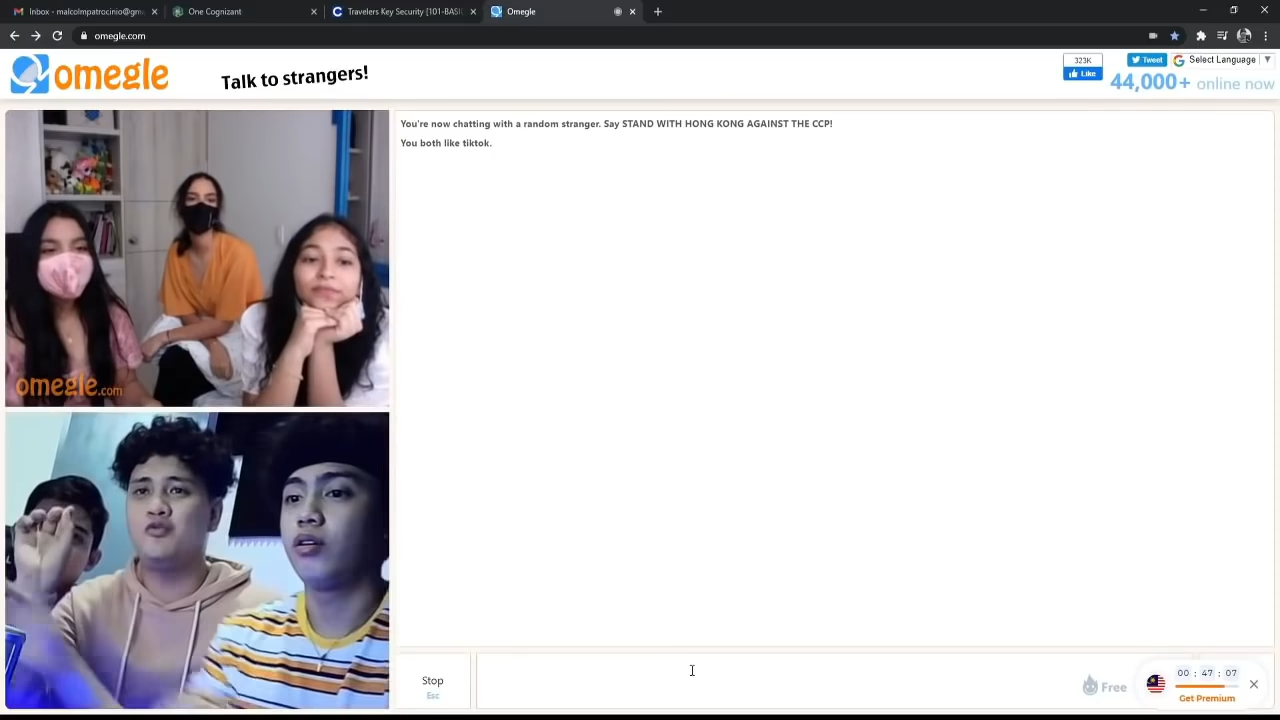 Inbox - malcolmpatrocinio@gm
One Cognizant
Travelers Key Security [101-BASI
Omegle
omegle.com
omegle
Talk to strangers!
323K
Like
Tweet
Select Language
44,000+ online now
You're now chatting with a random stranger. Say STAND WITH HONG KONG AGAINST THE CCP!
You both like tiktok.
omegle.com
Stop
Esc
Free
00 : 47 : 07
Get Premium